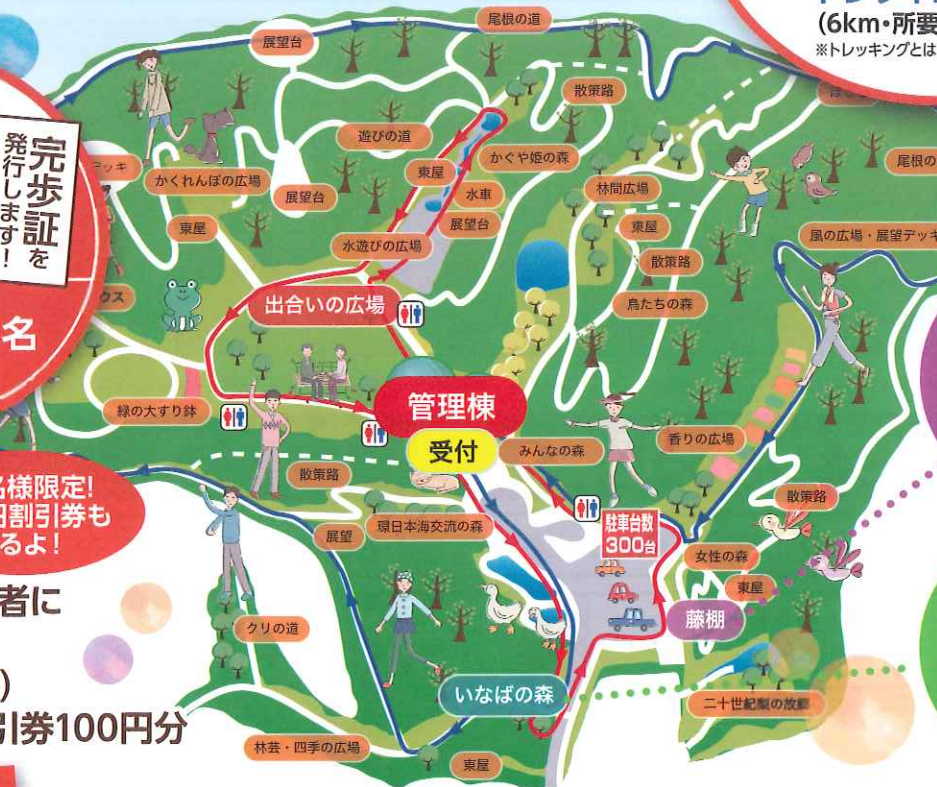 (6km・所要
※トレッキングとは
尾根の道
展望台
散策路
完歩証を
発行します!
遊びの道
かぐや姫の森
東屋
尾根の
デッキ
かくれんぼの広場
展望台
水車
林間広場
東屋
展望台
東屋
水遊びの広場
風の広場・展望デッキ
散策路
出合いの広場
鳥たちの森
ウス
名
管理棟
緑の大すり鉢
受付
みんなの森
香りの広場
散策路
名様限定!
円割引券も
るよ!
展望
環日本海交流の森
駐車台数
300台
散策路
女性の森
東屋
者に
藤棚
クリの道
)
いなばの森
二十世紀梨の故郷
引券100円分
林芸・四季の広場
東屋